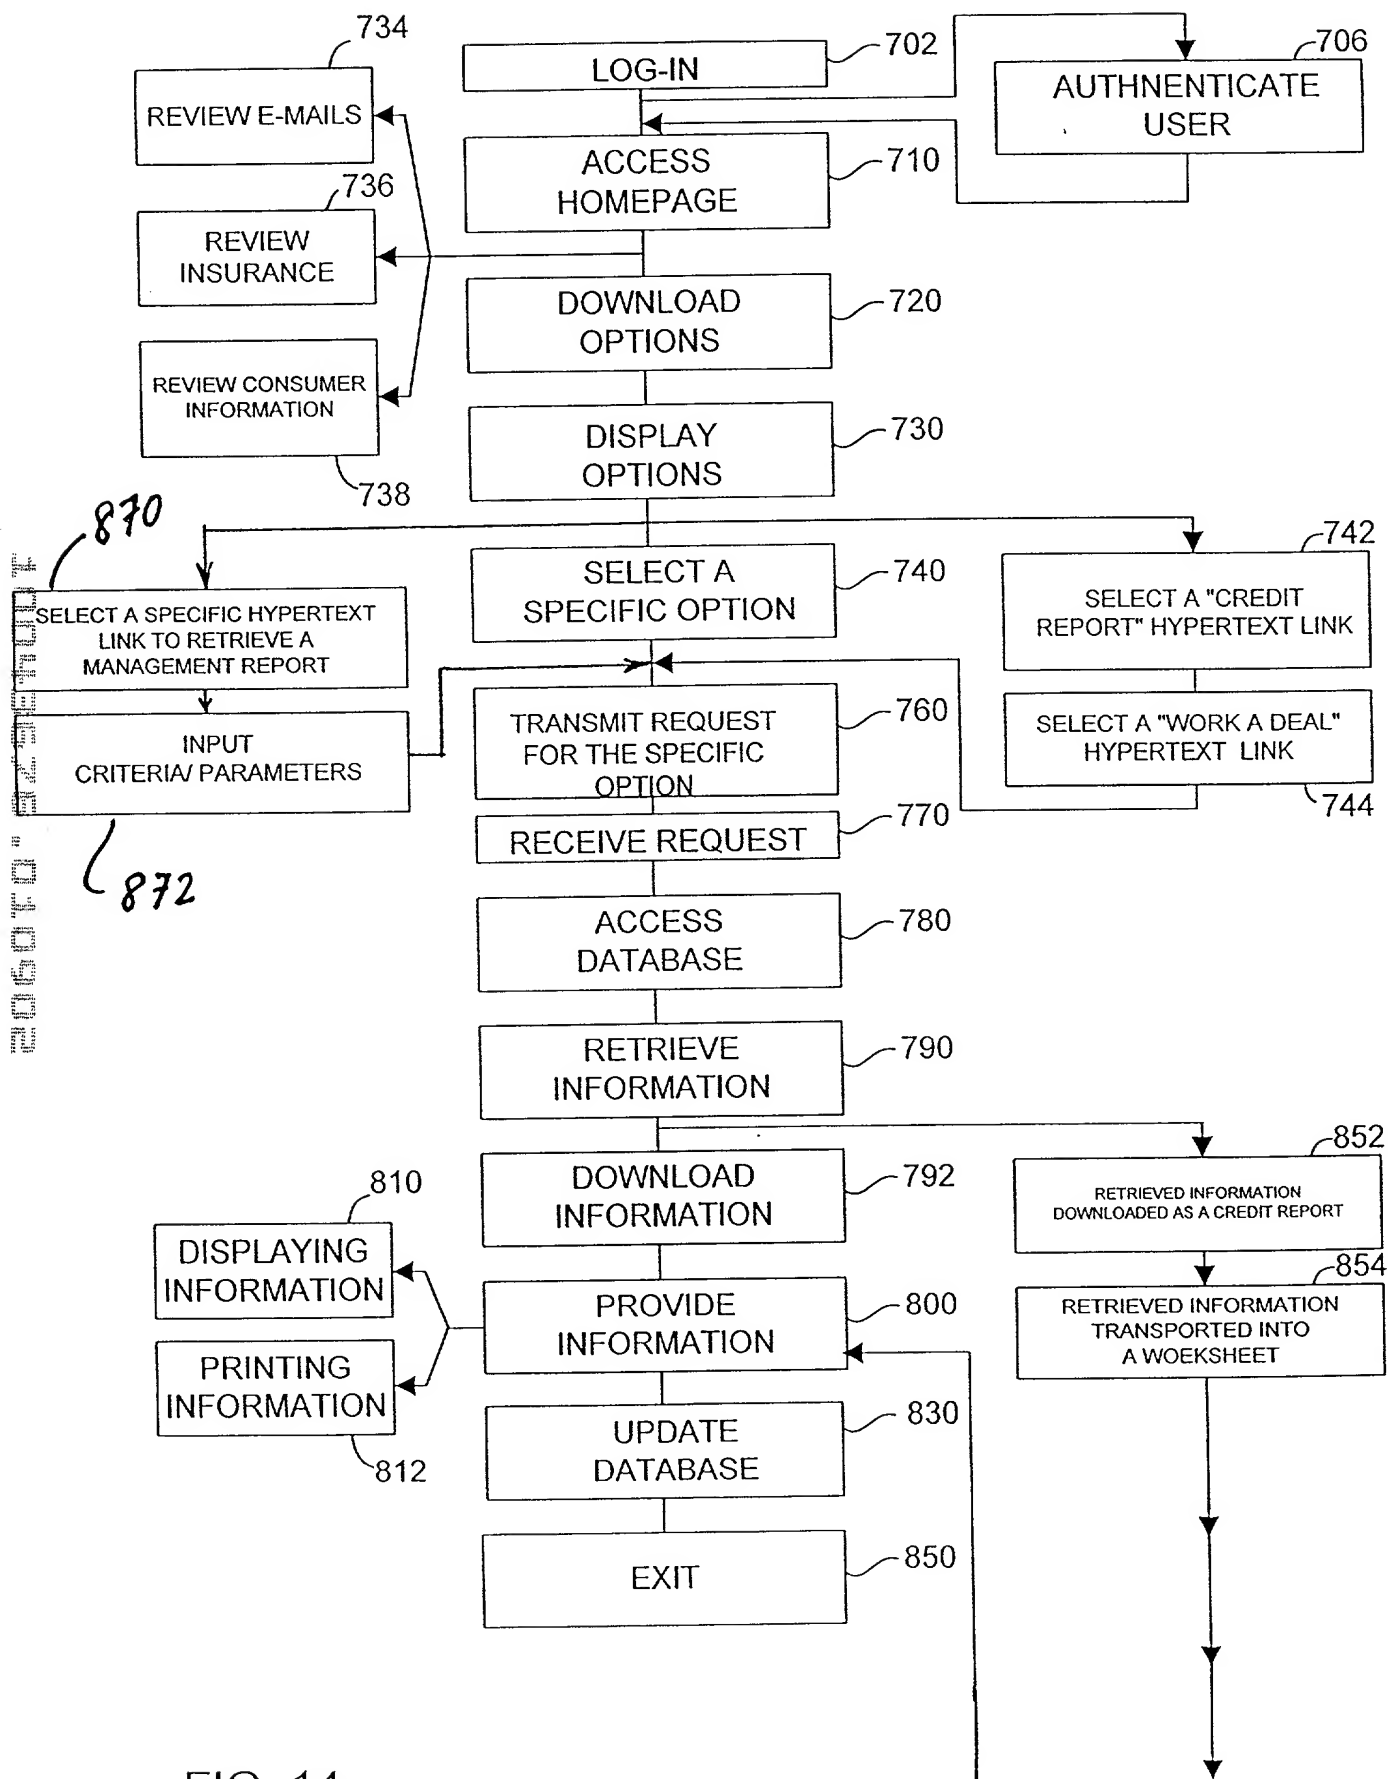 734
702
706
LOG-IN
AUTHNENTICATE
USER
REVIEW E-MAILS
ACCESS
HOMEPAGE
710
736
REVIEW
INSURANCE
DOWNLOAD
OPTIONS
720
REVIEW CONSUMER
INFORMATION
738
DISPLAY
OPTIONS
730
870
742
SELECT A
SPECIFIC OPTION
740
SELECT A SPECIFIC HYPERTEXT
LINK TO RETRIEVE A
MANAGEMENT REPORT
SELECT A "CREDIT
REPORT" HYPERTEXT LINK
INPUT
CRITERIA/ PARAMETERS
872
TRANSMIT REQUEST
FOR THE SPECIFIC
OPTION
760
SELECT A "WORK A DEAL"
HYPERTEXT LINK
744
RECEIVE REQUEST
770
ACCESS
DATABASE
780
RETRIEVE
INFORMATION
790
DOWNLOAD
INFORMATION
792
852
RETRIEVED INFORMATION
DOWNLOADED AS A CREDIT REPORT
810
DISPLAYING
INFORMATION
PROVIDE
INFORMATION
800
854
RETRIEVED INFORMATION
TRANSPORTED INTO
A WOEKSHEET
PRINTING
INFORMATION
812
UPDATE
DATABASE
830
EXIT
850